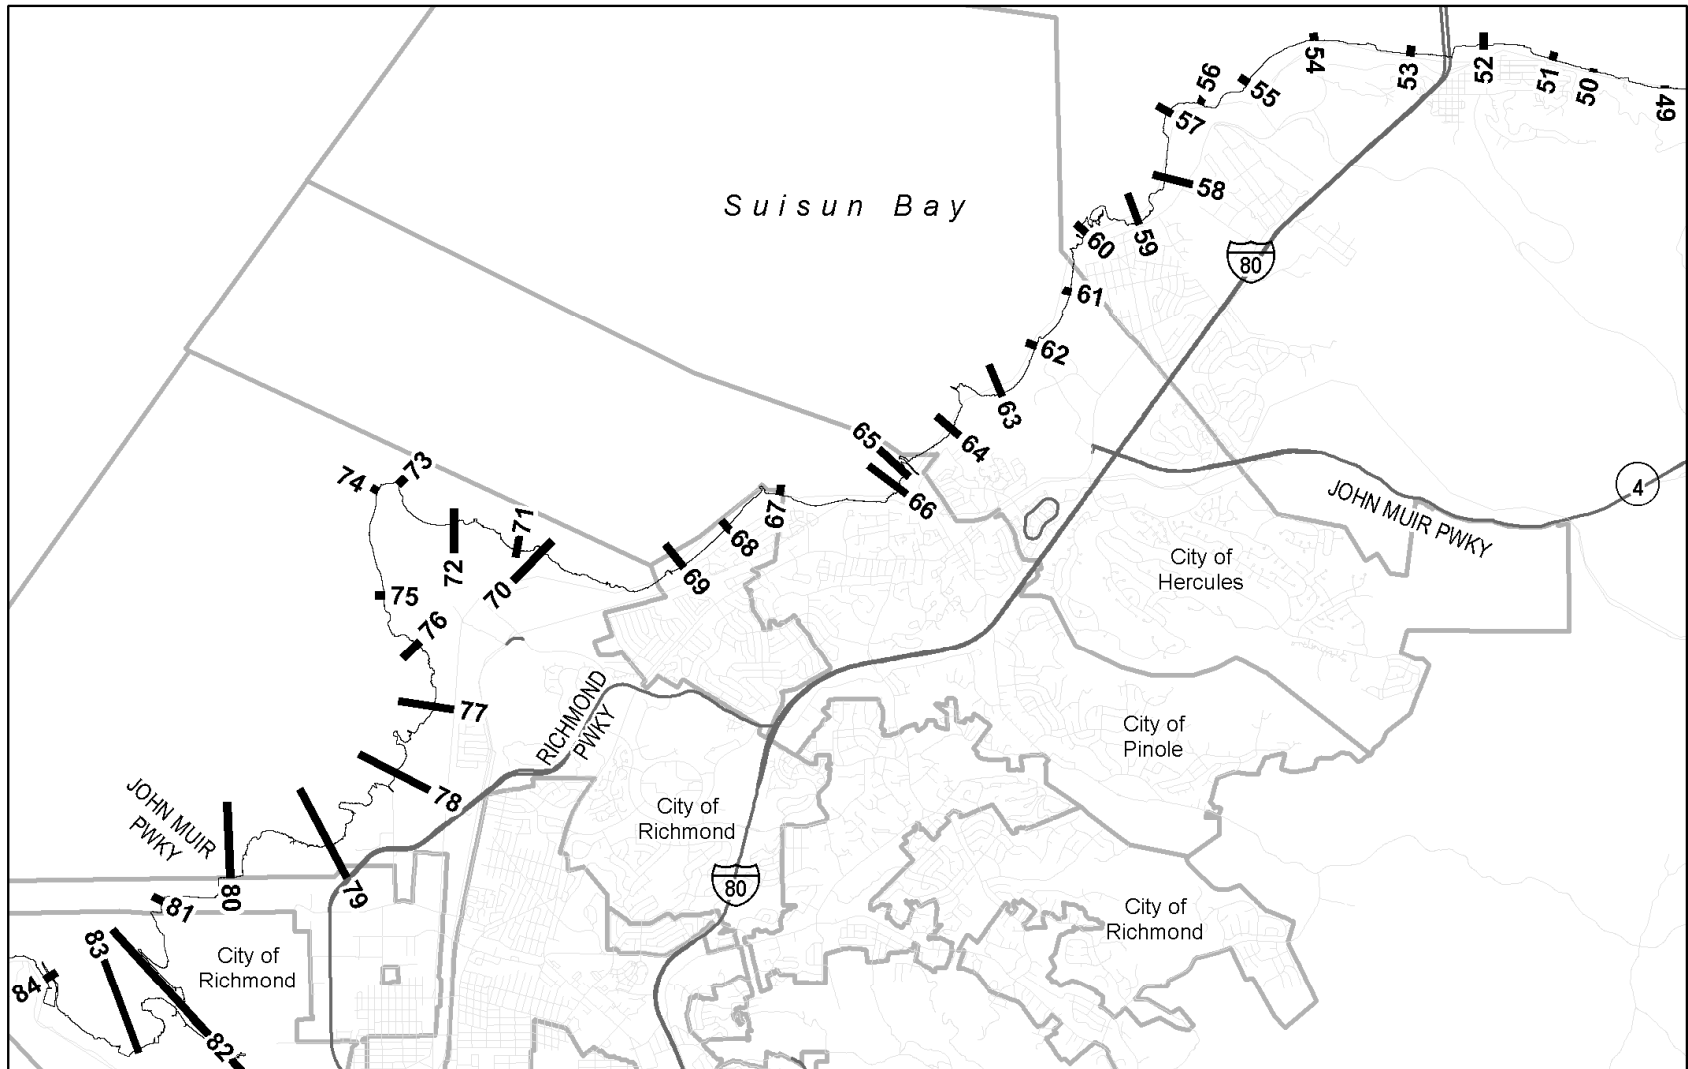 54
53
52
51
50
49
56
55
57
58
Suisun Bay
59
60
80
61
62
63
65
64
66
4
JOHN MUIR PWKY
74
73
67
71
68
72
70
69
City of
Hercules
75
76
77
RICHMOND
PWKY
City of
Pinole
78
JOHN MUIR
PWKY
City of
Richmond
80
79
80
81
City of
Richmond
83
City of
Richmond
84
82